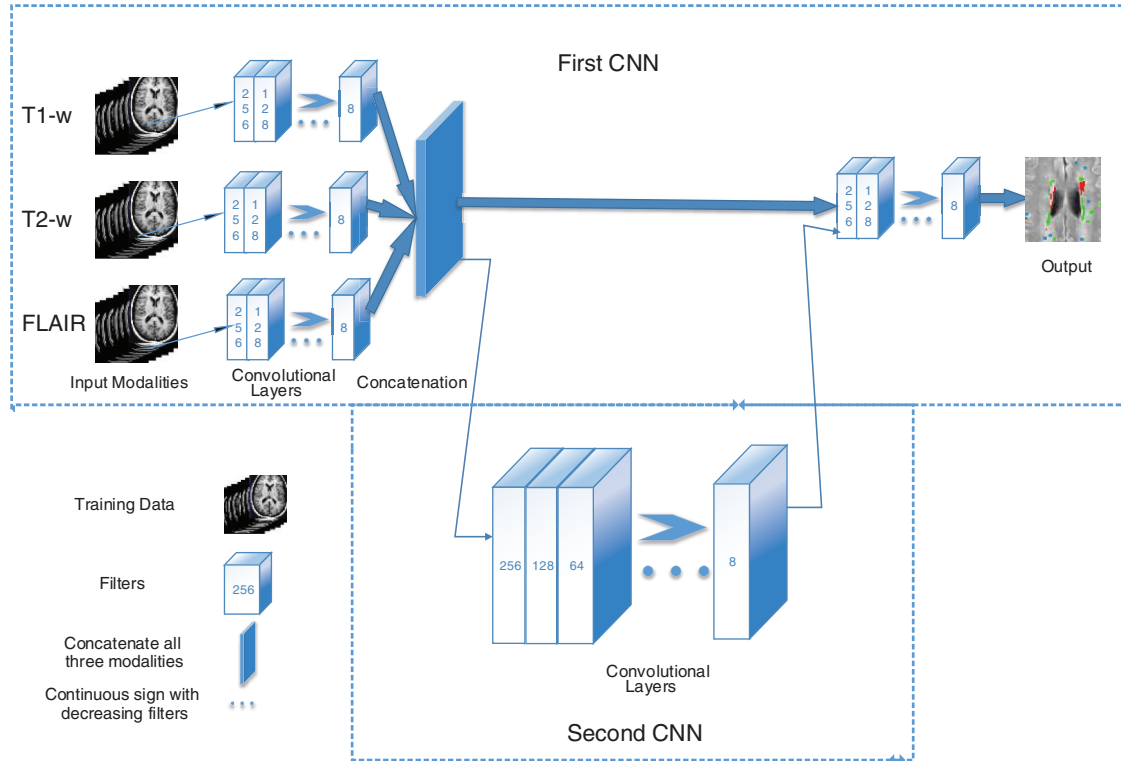 First CNN
T1-w
2 1
5 2 8
6 8
T2-w
2 1
5 2 8
6 8
FLAIR
2 1
5 2 8
6 8
2 1
5 2 8
6 8
Output
Input Modalities
Convolutional
Layers
Concatenation
256 128 64 8
Convolutional
Layers
Second CNN
Training Data
Filters
256
Concatenate all
three modalities
Continuous sign with
decreasing filters